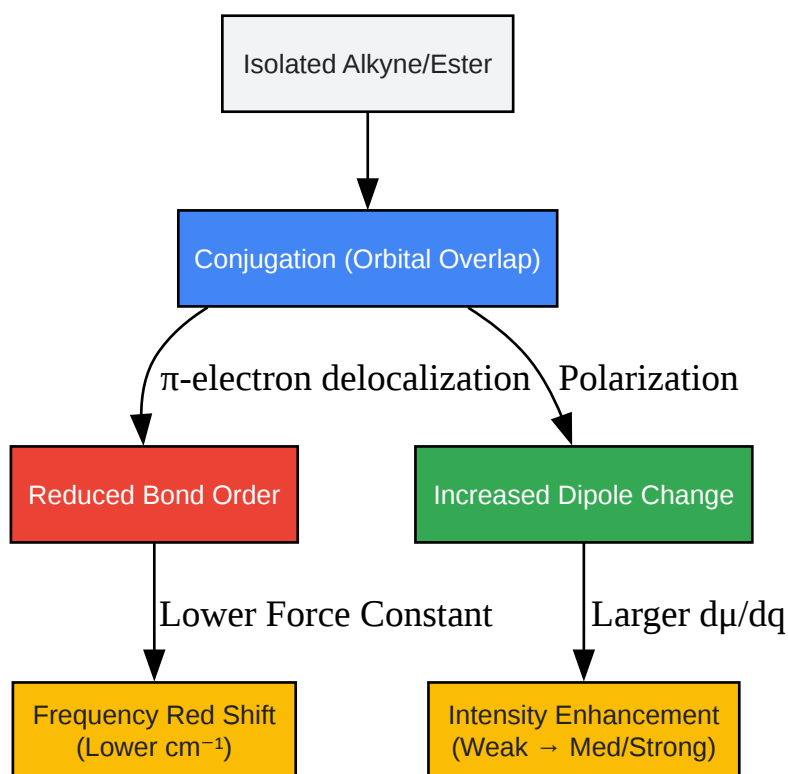 Isolated Alkyne/Ester
Conjugation (Orbital Overlap)
π-electron delocalization
Polarization
Reduced Bond Order
Increased Dipole Change
Lower Force Constant
Larger dμ/dq
Frequency Red Shift
(Lower cm⁻¹)
Intensity Enhancement
(Weak → Med/Strong)